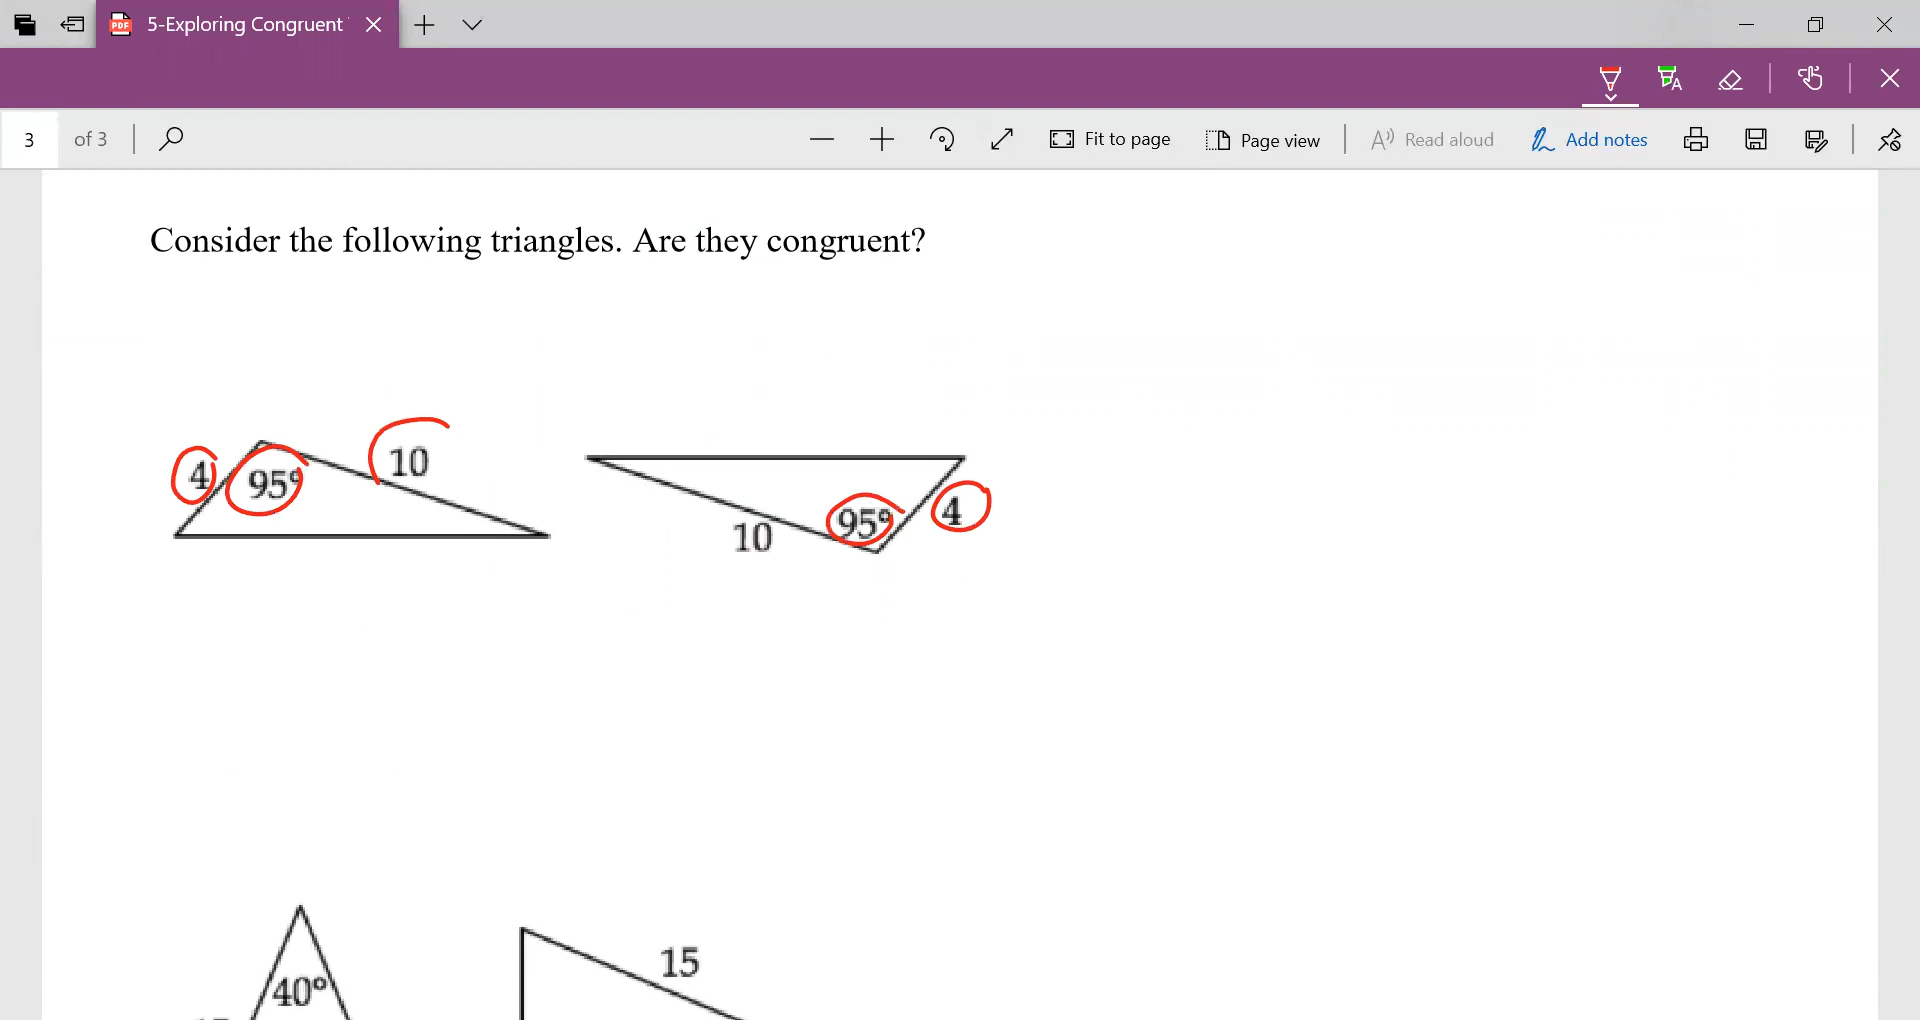 5-Exploring Congruent
3 of 3 Fit to page Page view Read aloud Add notes
Consider the following triangles. Are they congruent?
4 95° 10
10 95° 4
15
40°